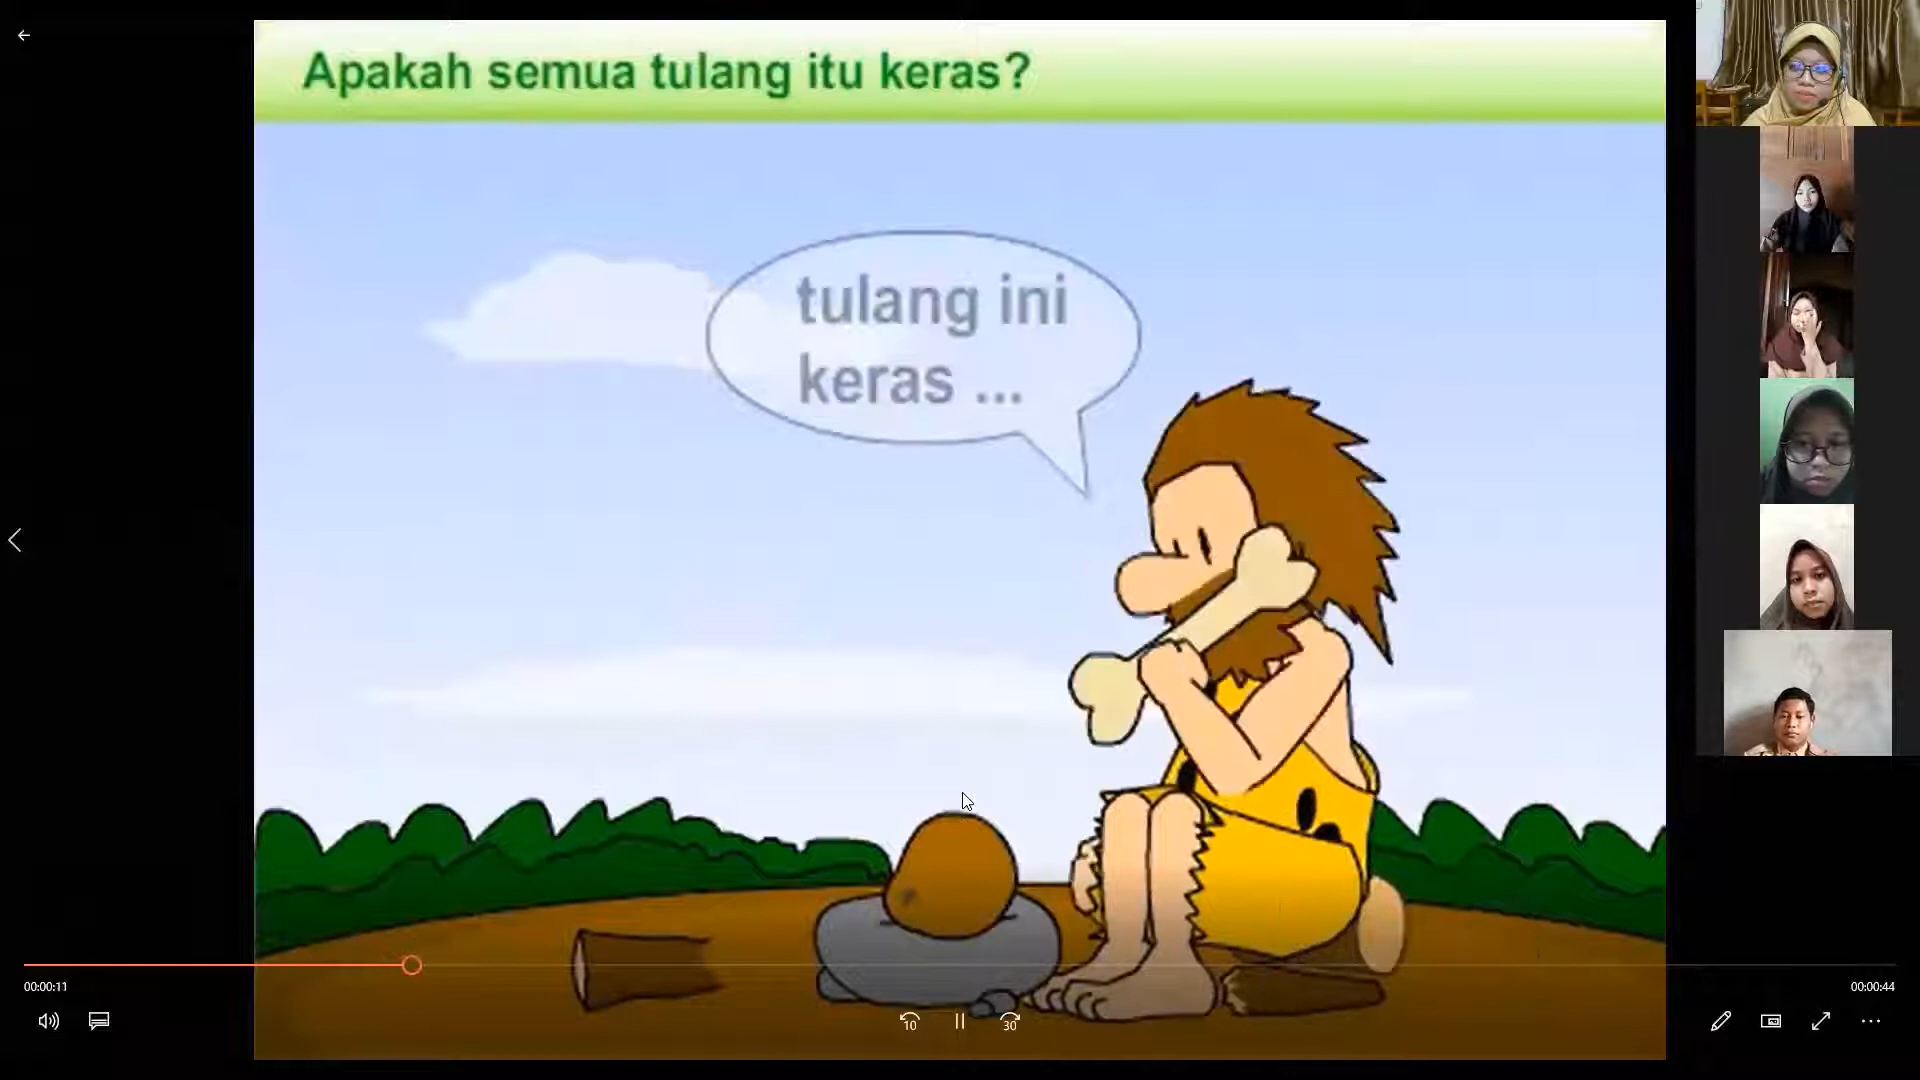 Apakah semua tulang itu keras?
tulang ini
keras ...
00:00:11
00:00:44
10
30